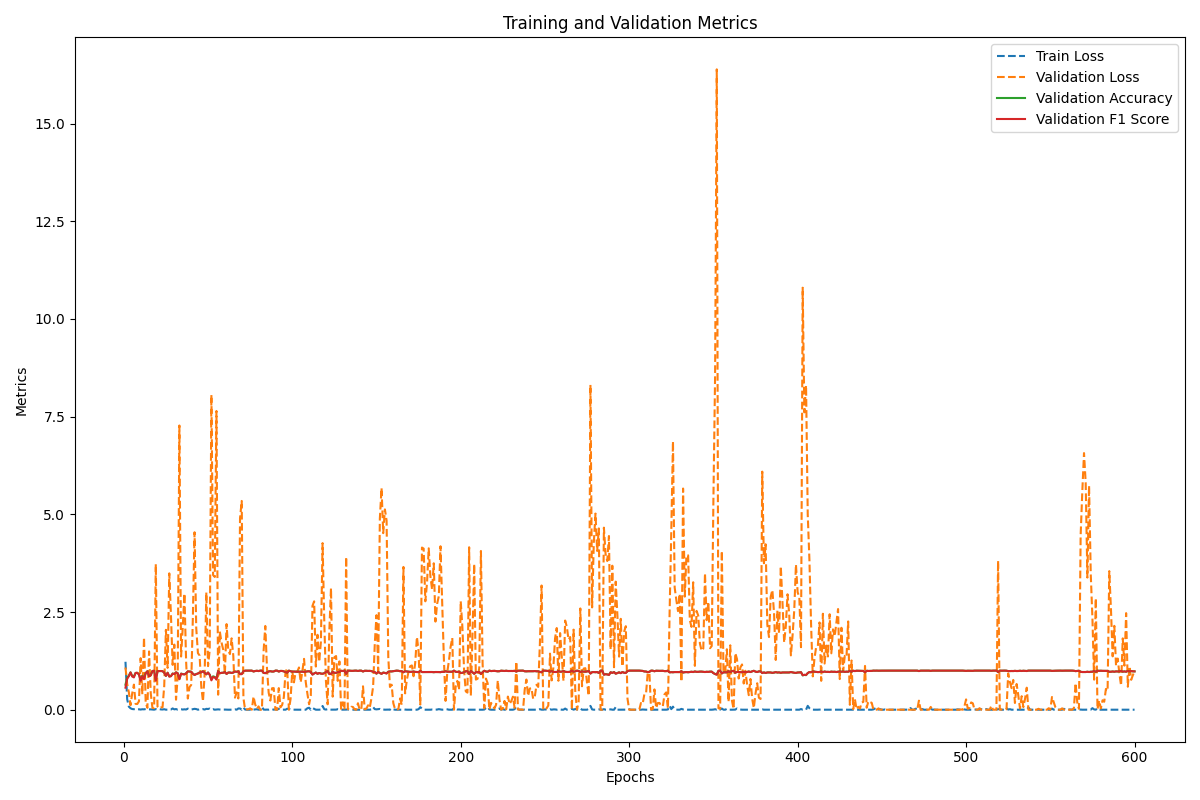 Training and Validation Metrics
Train Loss
Validation Loss
Validation Accuracy
Validation F1 Score
Metrics
15.0
12.5
10.0
7.5
5.0
2.5
0.0
0
100
200
300
400
500
600
Epochs